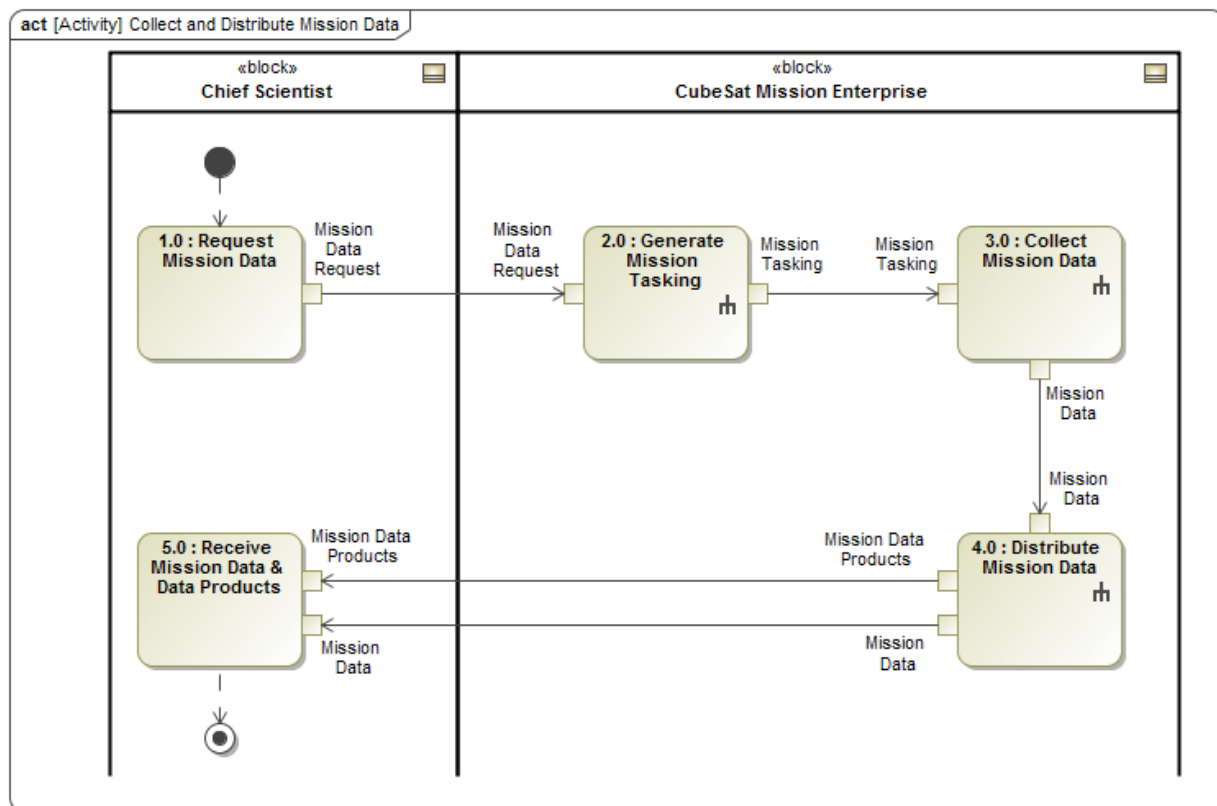 act [Activity] Collect and Distribute Mission Data
«block»
Chief Scientist
«block»
CubeSat Mission Enterprise
1.0 : Request
Mission Data
Mission
Data
Request
Mission
Data
Request
2.0 : Generate
Mission
Tasking
Mission
Tasking
Mission
Tasking
3.0 : Collect
Mission Data
Mission
Data
Mission
Data
5.0 : Receive
Mission Data &
Data Products
Mission Data
Products
Mission
Data
Mission Data
Products
Mission
Data
4.0 : Distribute
Mission Data